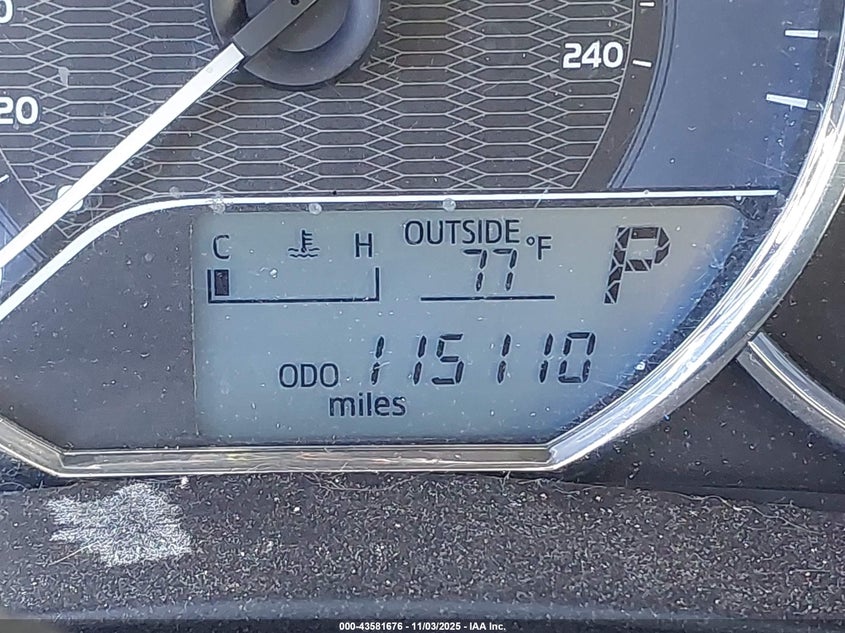 20
240
C H OUTSIDE °F
77
P
ODO 115110
miles
000-43581676 - 11/03/2025 - IAA Inc.